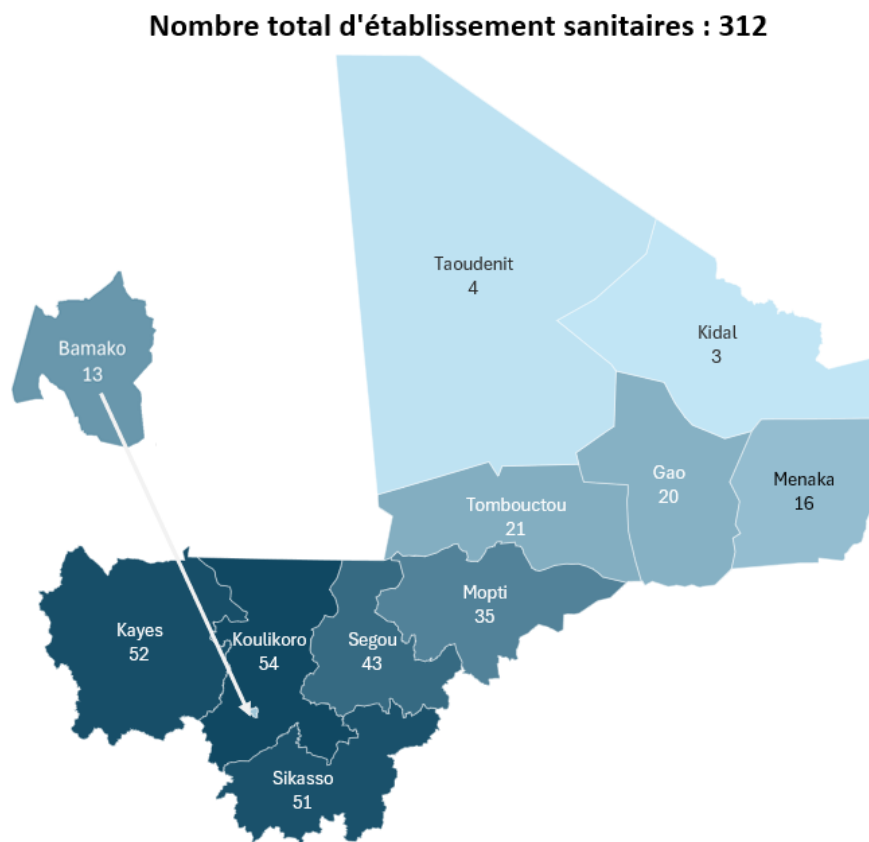 Nombre total d'établissement sanitaires : 312
Taoudenit
4
Kidal
3
Bamako
13
Gao
20
Menaka
16
Tombouctou
21
Mopti
35
Kayes
52
Koulikoro
54
Segou
43
Sikasso
51